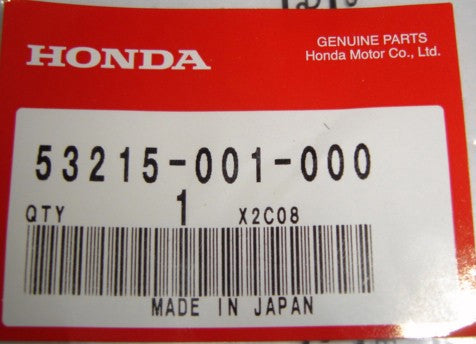 HONDA
GENUINE PARTS
Honda Motor Co., Ltd.
53215-001-000
QTY 1 X2C08
MADE IN JAPAN